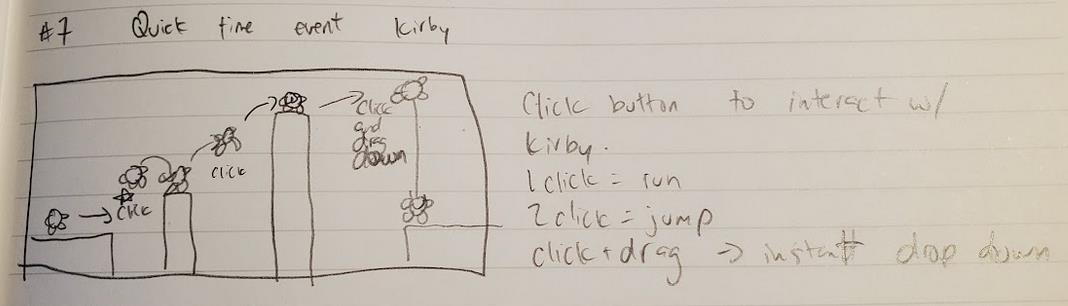 #7 Quick time event Kirby
Click
click
Click
and
drag
down
Click button to interact w/
Kirby.
1 click = run
2 click = jump
click + drag → instant drop down